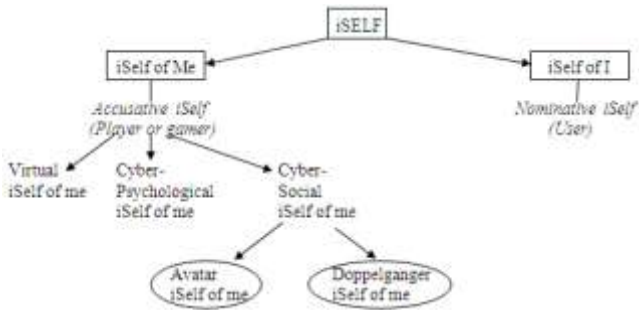 iSELF
iSelf of Me
iSelf of I
Accusative iSelf
(Player or gamer)
Nominative iSelf
(User)
Virtual
iSelf of me
Cyber-
Psychological
iSelf of me
Cyber-
Social
iSelf of me
Avatar
iSelf of me
Doppelganger
iSelf of me